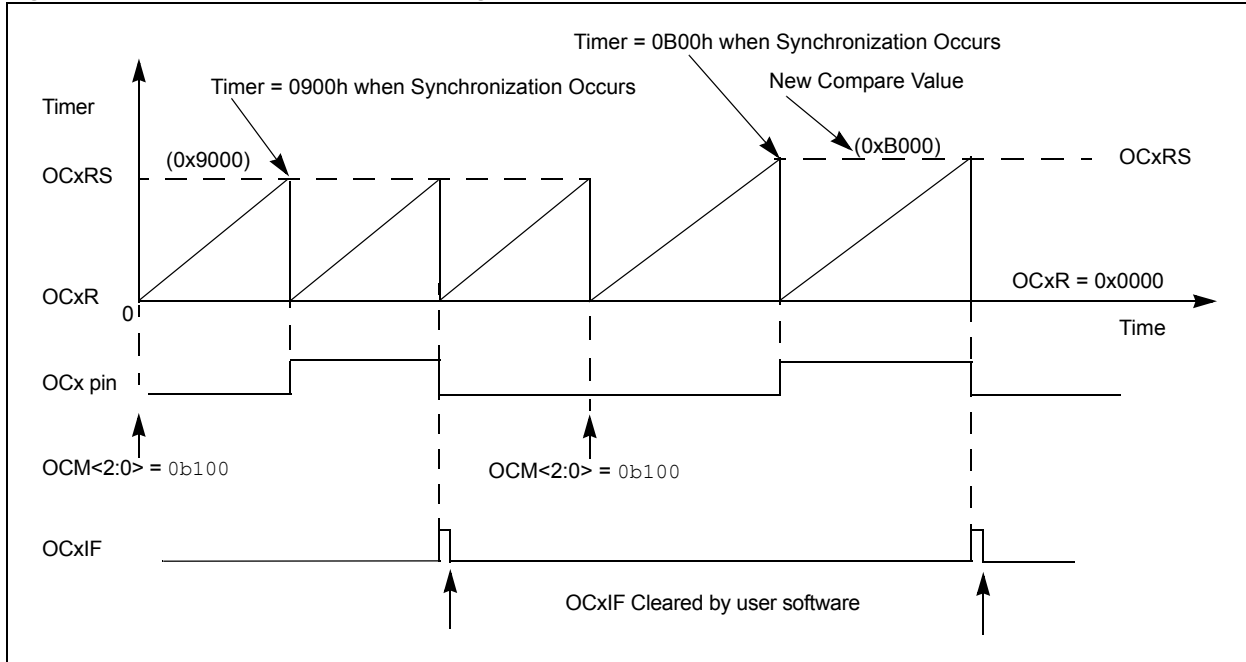 Timer = 0B00h when Synchronization Occurs
Timer = 0900h when Synchronization Occurs
New Compare Value
Timer
(0x9000)
(0xB000)
OCxRS
OCxRS
OCxR
OCxR = 0x0000
0
Time
OCx pin
OCM<2:0> = 0b100
OCM<2:0> = 0b100
OCxIF
OCxIF Cleared by user software